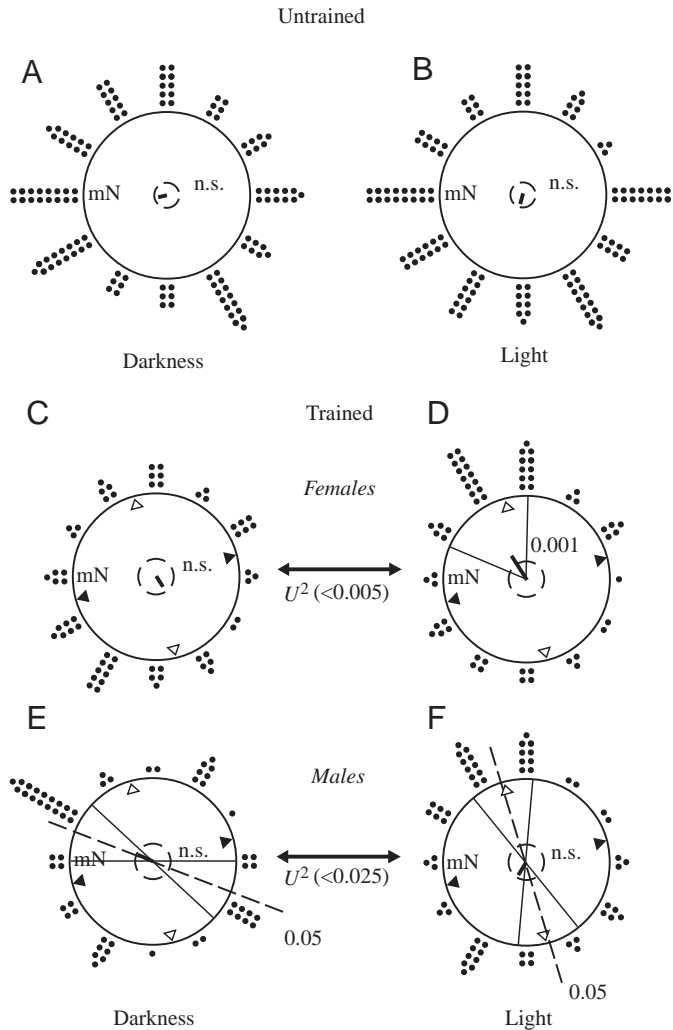 Untrained
A
B
mN
n.s.
mN
n.s.
Darkness
Light
C
Trained
D
Females
mN
n.s.
U² (<0.005)
mN
0.001
E
F
Males
mN
n.s.
U² (<0.025)
mN
n.s.
0.05
0.05
Darkness
Light